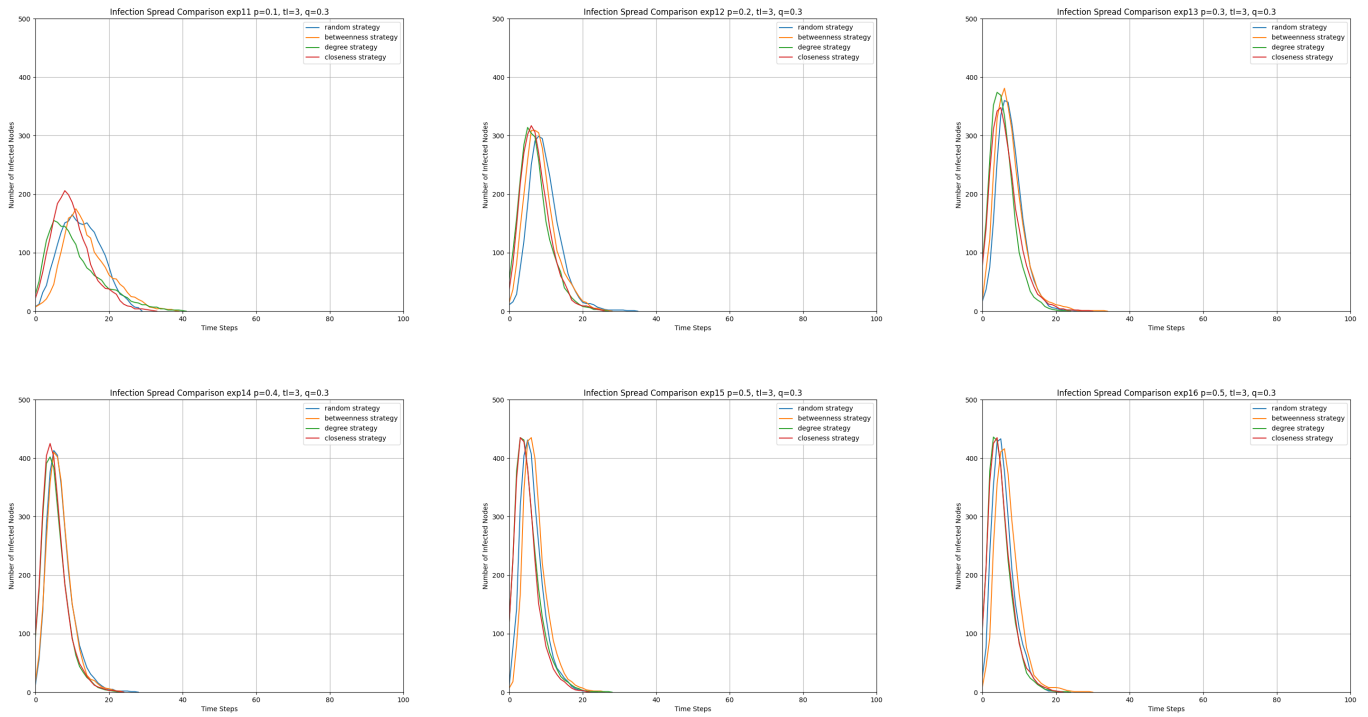 Infection Spread Comparison exp11 p=0.1, tl=3, q=0.3
500
400
300
200
100
0
Number of Infected Nodes
random strategy
betweenness strategy
degree strategy
closeness strategy
0 20 40 60 80 100
Time Steps
Infection Spread Comparison exp12 p=0.2, tl=3, q=0.3
500
400
300
200
100
0
Number of Infected Nodes
random strategy
betweenness strategy
degree strategy
closeness strategy
0 20 40 60 80 100
Time Steps
Infection Spread Comparison exp13 p=0.3, tl=3, q=0.3
500
400
300
200
100
0
Number of Infected Nodes
random strategy
betweenness strategy
degree strategy
closeness strategy
0 20 40 60 80 100
Time Steps
Infection Spread Comparison exp14 p=0.4, tl=3, q=0.3
500
400
300
200
100
0
Number of Infected Nodes
random strategy
betweenness strategy
degree strategy
closeness strategy
0 20 40 60 80 100
Time Steps
Infection Spread Comparison exp15 p=0.5, tl=3, q=0.3
500
400
300
200
100
0
Number of Infected Nodes
random strategy
betweenness strategy
degree strategy
closeness strategy
0 20 40 60 80 100
Time Steps
Infection Spread Comparison exp16 p=0.5, tl=3, q=0.3
500
400
300
200
100
0
Number of Infected Nodes
random strategy
betweenness strategy
degree strategy
closeness strategy
0 20 40 60 80 100
Time Steps